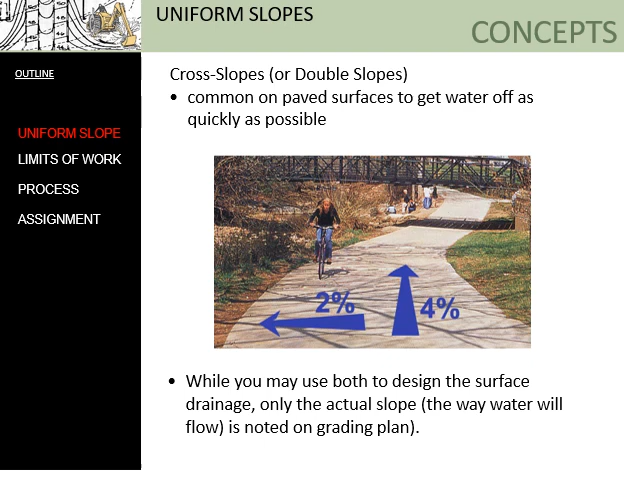 UNIFORM SLOPES
CONCEPTS
OUTLINE
UNIFORM SLOPE
LIMITS OF WORK
PROCESS
ASSIGNMENT
Cross-Slopes (or Double Slopes)
• common on paved surfaces to get water off as
quickly as possible
2%
4%
• While you may use both to design the surface
drainage, only the actual slope (the way water will
flow) is noted on grading plan).